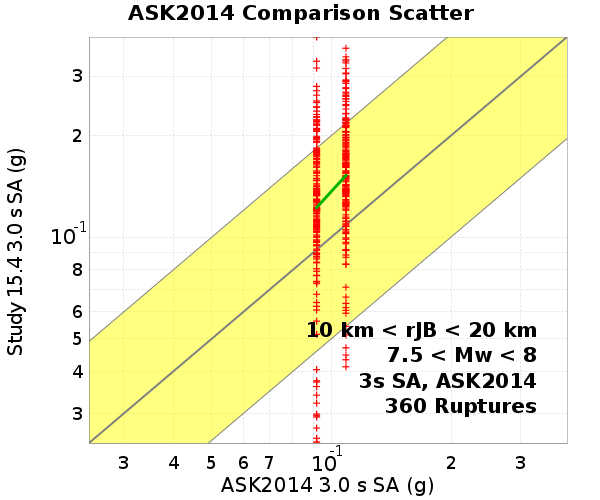 ASK2014 Comparison Scatter
Study 15.4 3.0 s SA (g)
3
2
10-1
8
6
5
4
3
10 km < rJB < 20 km
7.5 < Mw < 8
3s SA, ASK2014
360 Ruptures
3 4 5 6 7 10-1 2 3
ASK2014 3.0 s SA (g)